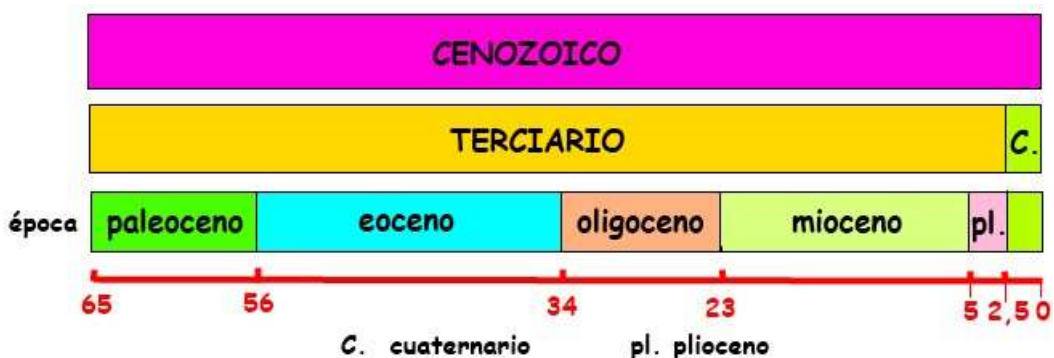 CENOZOICO
TERCIARIO C.
época paleoceno eoceno oligoceno mioceno pl.
65 56 34 23 5 2,5 0
C. cuaternario pl. plioceno